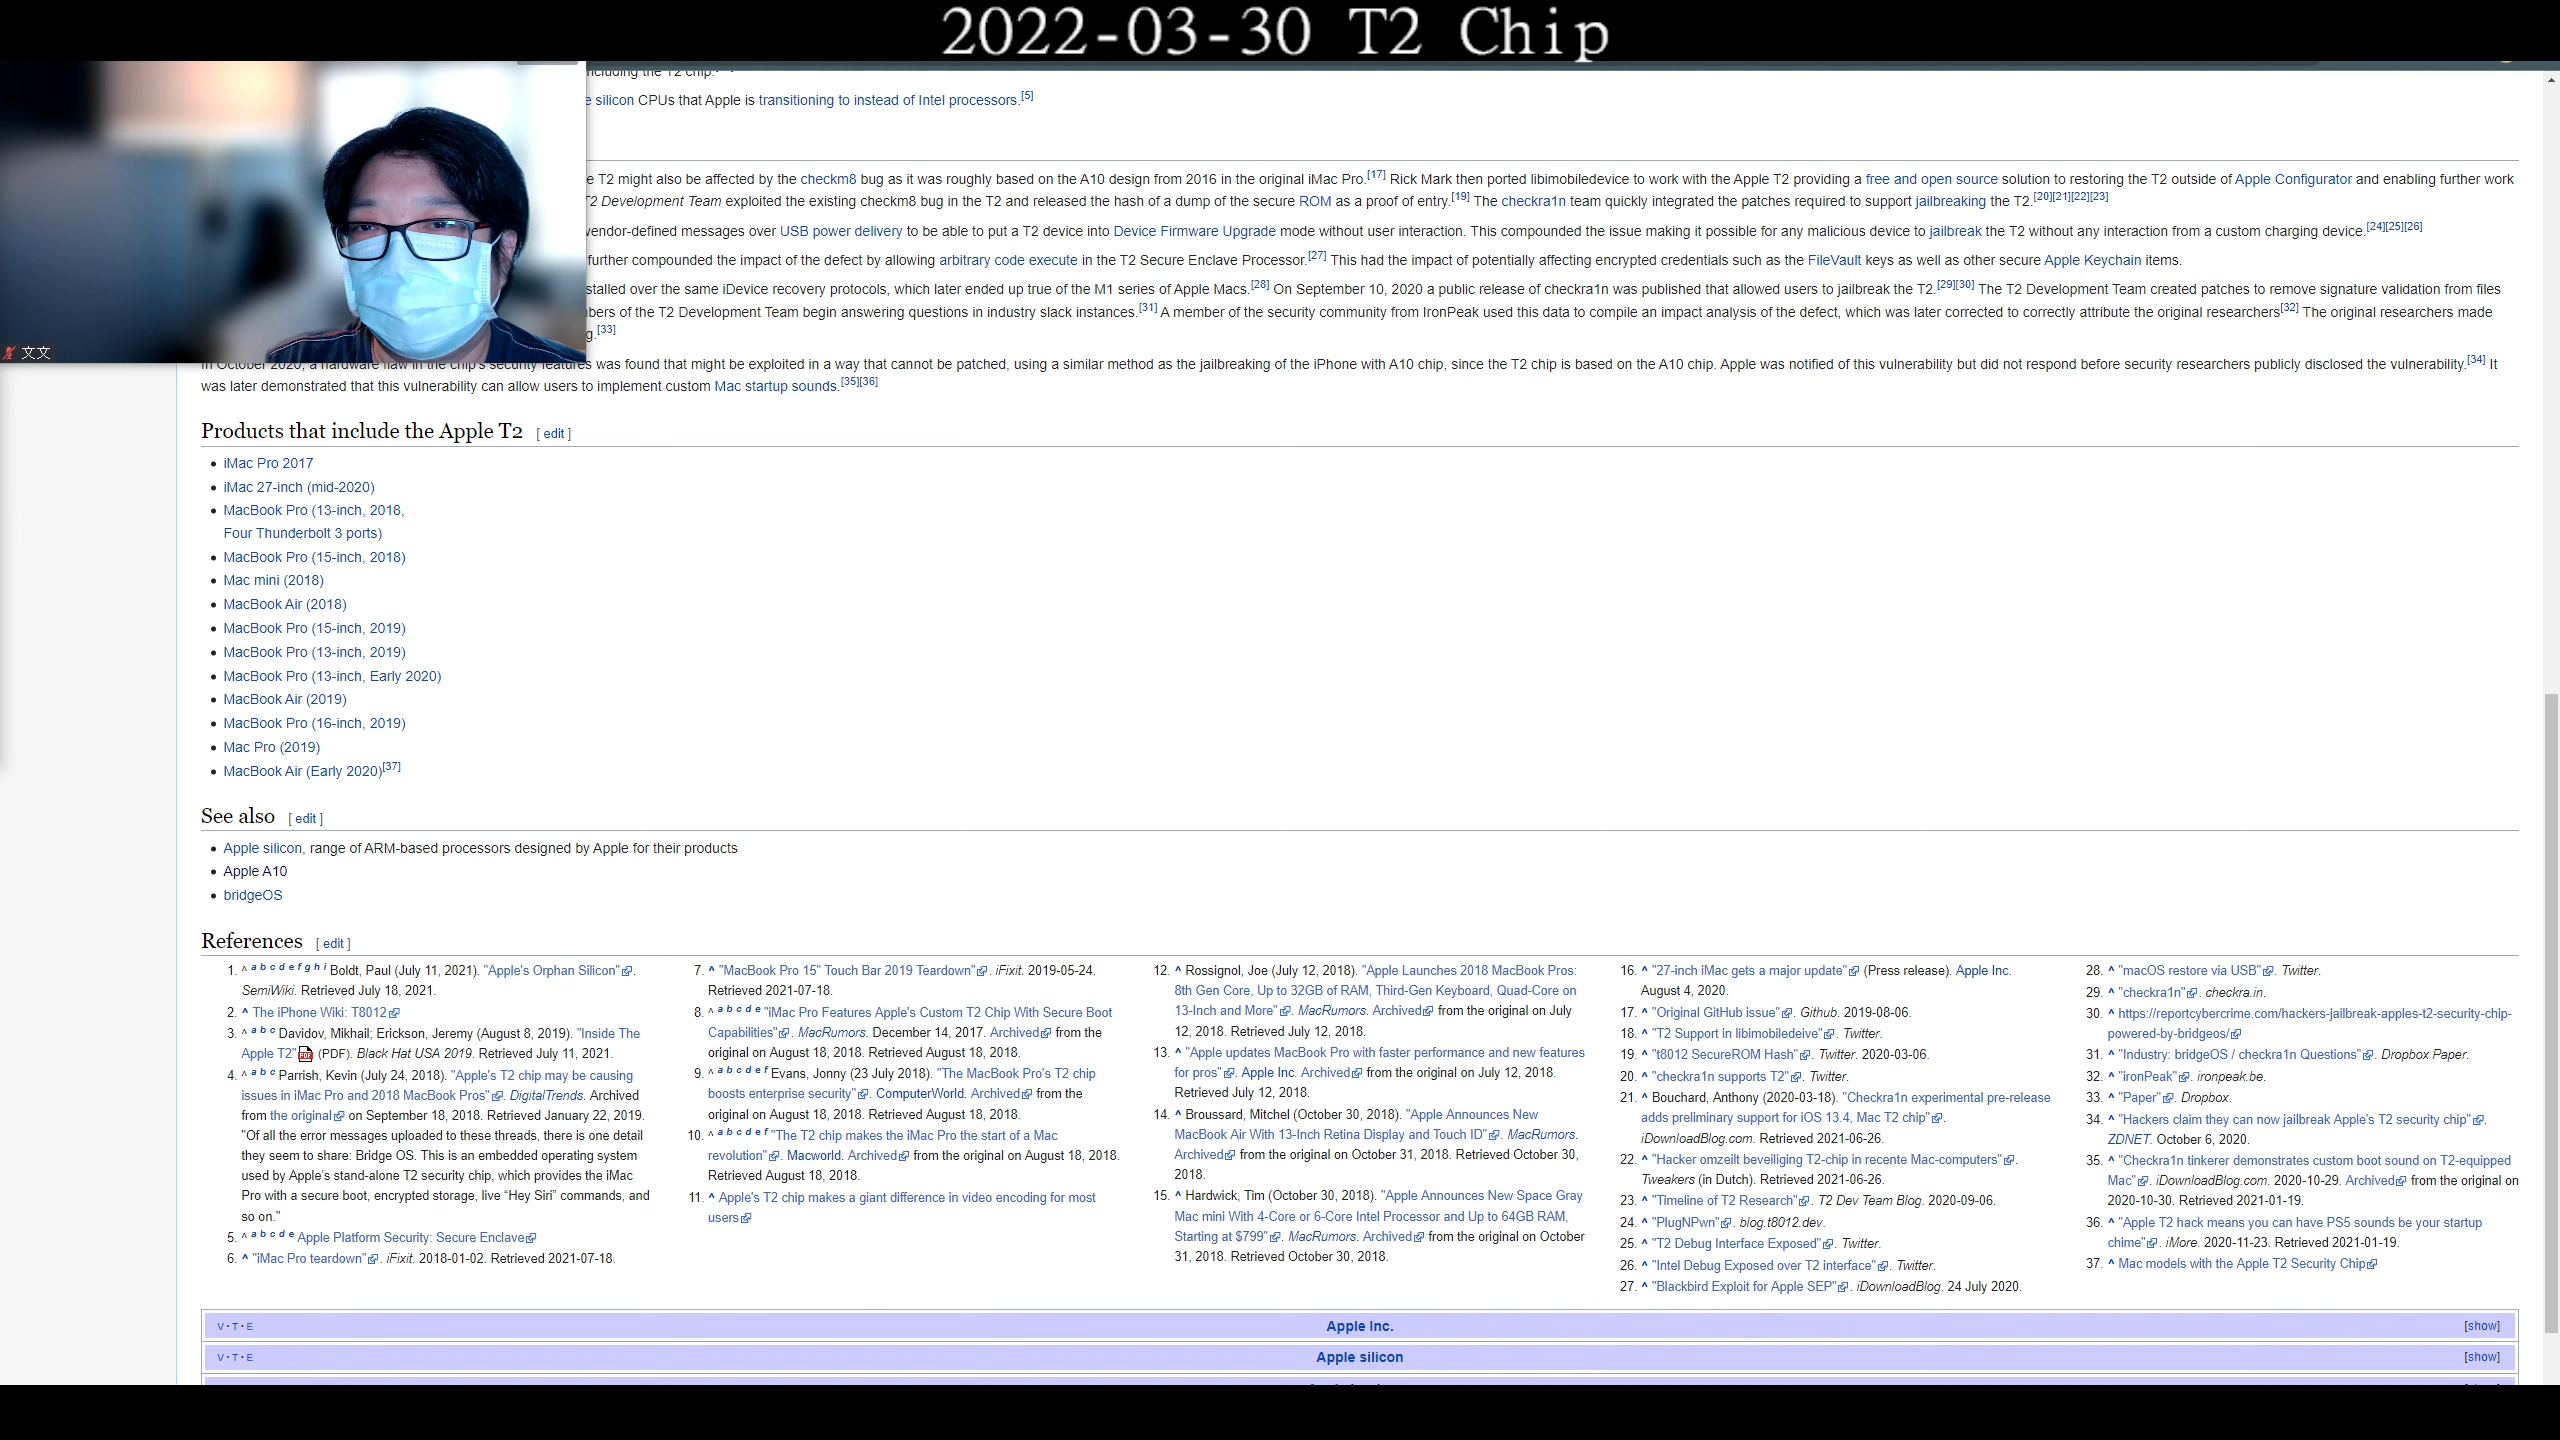 2022-03-30 T2 Chip
including the T2 chip.
silicon CPUs that Apple is transitioning to instead of Intel processors.[5]
T2 might also be affected by the checkm8 bug as it was roughly based on the A10 design from 2016 in the original iMac Pro.[17] Rick Mark then ported libimobiledevice to work with the Apple T2 providing a free and open source solution to restoring the T2 outside of Apple Configurator and enabling further work
T2 Development Team exploited the existing checkm8 bug in the T2 and released the hash of a dump of the secure ROM as a proof of entry.[19] The checkra1n team quickly integrated the patches required to support jailbreaking the T2.[20][21][22][23]
vendor-defined messages over USB power delivery to be able to put a T2 device into Device Firmware Upgrade mode without user interaction. This compounded the issue making it possible for any malicious device to jailbreak the T2 without any interaction from a custom charging device.[24][25][26]
further compounded the impact of the defect by allowing arbitrary code execute in the T2 Secure Enclave Processor.[27] This had the impact of potentially affecting encrypted credentials such as the FileVault keys as well as other secure Apple Keychain items.
stalled over the same iDevice recovery protocols, which later ended up true of the M1 series of Apple Macs.[28] On September 10, 2020 a public release of checkra1n was published that allowed users to jailbreak the T2.[29][30] The T2 Development Team created patches to remove signature validation from files
bers of the T2 Development Team begin answering questions in industry slack instances.[31] A member of the security community from IronPeak used this data to compile an impact analysis of the defect, which was later corrected to correctly attribute the original researchers[32] The original researchers made
g.[33]
文文
In October 2020, a hardware flaw in the chip's security features was found that might be exploited in a way that cannot be patched, using a similar method as the jailbreaking of the iPhone with A10 chip, since the T2 chip is based on the A10 chip. Apple was notified of this vulnerability but did not respond before security researchers publicly disclosed the vulnerability.[34] It
was later demonstrated that this vulnerability can allow users to implement custom Mac startup sounds.[35][36]
Products that include the Apple T2 [ edit ]
• iMac Pro 2017
• iMac 27-inch (mid-2020)
• MacBook Pro (13-inch, 2018,
Four Thunderbolt 3 ports)
• MacBook Pro (15-inch, 2018)
• Mac mini (2018)
• MacBook Air (2018)
• MacBook Pro (15-inch, 2019)
• MacBook Pro (13-inch, 2019)
• MacBook Pro (13-inch, Early 2020)
• MacBook Air (2019)
• MacBook Pro (16-inch, 2019)
• Mac Pro (2019)
• MacBook Air (Early 2020)[37]
See also [ edit ]
• Apple silicon, range of ARM-based processors designed by Apple for their products
• Apple A10
• bridgeOS
References [ edit ]
1. ^ a b c d e f g h i Boldt, Paul (July 11, 2021). "Apple's Orphan Silicon".
SemiWiki. Retrieved July 18, 2021.
2. ^ The iPhone Wiki: T8012
3. ^ a b c Davidov, Mikhail; Erickson, Jeremy (August 8, 2019). "Inside The
Apple T2" (PDF). Black Hat USA 2019. Retrieved July 11, 2021.
4. ^ a b c Parrish, Kevin (July 24, 2018). "Apple's T2 chip may be causing
issues in iMac Pro and 2018 MacBook Pros". DigitalTrends. Archived
from the original on September 18, 2018. Retrieved January 22, 2019.
"Of all the error messages uploaded to these threads, there is one detail
they seem to share: Bridge OS. This is an embedded operating system
used by Apple's stand-alone T2 security chip, which provides the iMac
Pro with a secure boot, encrypted storage, live “Hey Siri” commands, and
so on."
5. ^ a b c d e Apple Platform Security: Secure Enclave
6. ^ "iMac Pro teardown". iFixit. 2018-01-02. Retrieved 2021-07-18.
7. ^ "MacBook Pro 15" Touch Bar 2019 Teardown". iFixit. 2019-05-24.
Retrieved 2021-07-18.
8. ^ a b c d e "iMac Pro Features Apple's Custom T2 Chip With Secure Boot
Capabilities". MacRumors. December 14, 2017. Archived from the
original on August 18, 2018. Retrieved August 18, 2018.
9. ^ a b c d e f Evans, Jonny (23 July 2018). "The MacBook Pro's T2 chip
boosts enterprise security". ComputerWorld. Archived from the
original on August 18, 2018. Retrieved August 18, 2018.
10. ^ a b c d e f "The T2 chip makes the iMac Pro the start of a Mac
revolution". Macworld. Archived from the original on August 18, 2018.
Retrieved August 18, 2018.
11. ^ Apple's T2 chip makes a giant difference in video encoding for most
users
12. ^ Rossignol, Joe (July 12, 2018). "Apple Launches 2018 MacBook Pros:
8th Gen Core, Up to 32GB of RAM, Third-Gen Keyboard, Quad-Core on
13-Inch and More". MacRumors. Archived from the original on July
12, 2018. Retrieved July 12, 2018.
13. ^ "Apple updates MacBook Pro with faster performance and new features
for pros". Apple Inc. Archived from the original on July 12, 2018.
Retrieved July 12, 2018.
14. ^ Broussard, Mitchel (October 30, 2018). "Apple Announces New
MacBook Air With 13-Inch Retina Display and Touch ID". MacRumors.
Archived from the original on October 31, 2018. Retrieved October 30,
2018.
15. ^ Hardwick, Tim (October 30, 2018). "Apple Announces New Space Gray
Mac mini With 4-Core or 6-Core Intel Processor and Up to 64GB RAM,
Starting at $799". MacRumors. Archived from the original on October
31, 2018. Retrieved October 30, 2018.
16. ^ "27-inch iMac gets a major update" (Press release). Apple Inc.
August 4, 2020.
17. ^ "Original GitHub issue". Github. 2019-08-06.
18. ^ "T2 Support in libimobiledeive". Twitter.
19. ^ "t8012 SecureROM Hash". Twitter. 2020-03-06.
20. ^ "checkra1n supports T2". Twitter.
21. ^ Bouchard, Anthony (2020-03-18). "Checkra1n experimental pre-release
adds preliminary support for iOS 13.4, Mac T2 chip".
iDownloadBlog.com. Retrieved 2021-06-26.
22. ^ "Hacker omzeilt beveiliging T2-chip in recente Mac-computers".
Tweakers (in Dutch). Retrieved 2021-06-26.
23. ^ "Timeline of T2 Research". T2 Dev Team Blog. 2020-09-06.
24. ^ "PlugNPwn". blog.t8012.dev.
25. ^ "T2 Debug Interface Exposed". Twitter.
26. ^ "Intel Debug Exposed over T2 interface". Twitter.
27. ^ "Blackbird Exploit for Apple SEP". iDownloadBlog. 24 July 2020.
28. ^ "macOS restore via USB". Twitter.
29. ^ "checkra1n". checkra.in.
30. ^ https://reportcybercrime.com/hackers-jailbreak-apples-t2-security-chip-
powered-by-bridgeos/
31. ^ "Industry: bridgeOS / checkra1n Questions". Dropbox Paper.
32. ^ "ironPeak". ironpeak.be.
33. ^ "Paper". Dropbox.
34. ^ "Hackers claim they can now jailbreak Apple's T2 security chip".
ZDNET. October 6, 2020.
35. ^ "Checkra1n tinkerer demonstrates custom boot sound on T2-equipped
Mac". iDownloadBlog.com. 2020-10-29. Archived from the original on
2020-10-30. Retrieved 2021-01-19.
36. ^ "Apple T2 hack means you can have PS5 sounds be your startup
chime". iMore. 2020-11-23. Retrieved 2021-01-19.
37. ^ Mac models with the Apple T2 Security Chip
V·T·E Apple Inc. [show]
V·T·E Apple silicon [show]